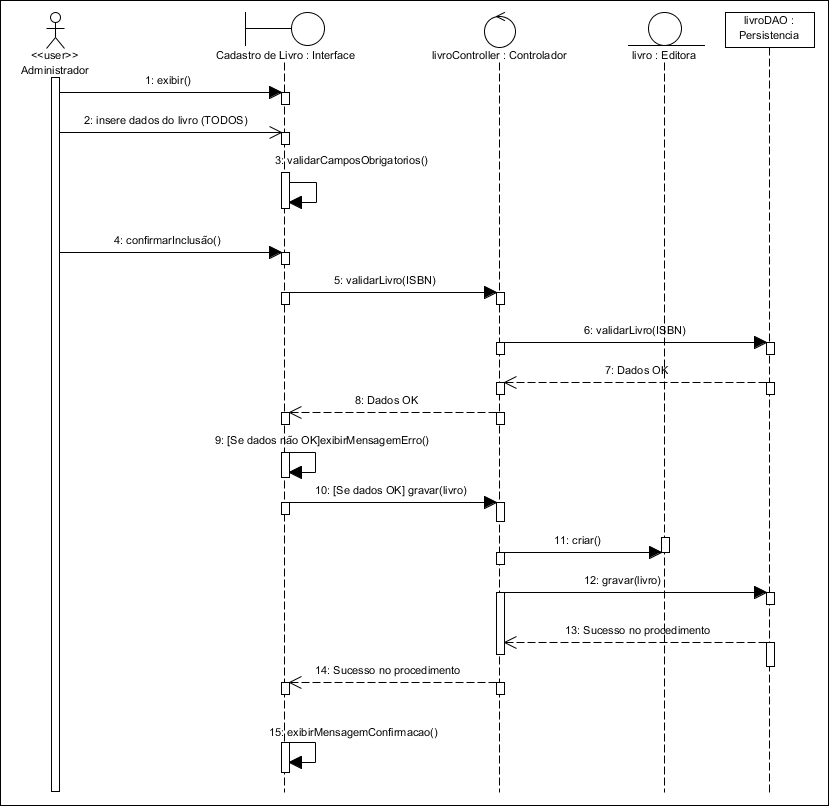 <<user>>
Administrador
Cadastro de Livro : Interface
livroController : Controlador
livro : Editora
livroDAO :
Persistencia
1: exibir()
2: insere dados do livro (TODOS)
3: validarCamposObrigatorios()
4: confirmarInclusão()
5: validarLivro(ISBN)
6: validarLivro(ISBN)
7: Dados OK
8: Dados OK
9: [Se dados não OK]exibirMensagemErro()
10: [Se dados OK] gravar(livro)
11: criar()
12: gravar(livro)
13: Sucesso no procedimento
14: Sucesso no procedimento
15: exibirMensagemConfirmacao()